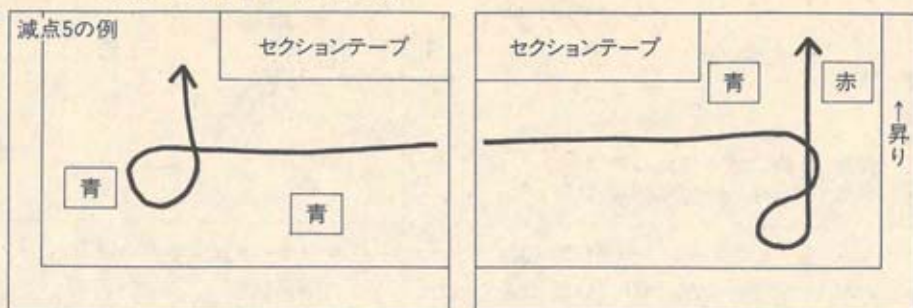 減点5の例
セクションテープ
青
青
セクションテープ
青
赤
←昇り